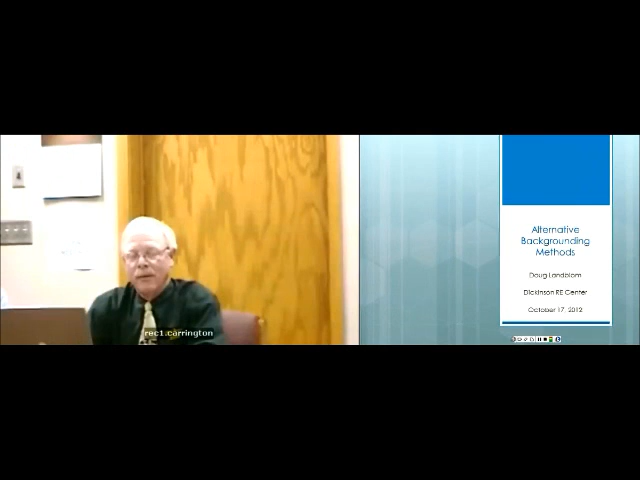 rec1.carrington
Alternative
Backgrounding
Methods
Doug Landblom
Dickinson RE Center
October 17, 2012